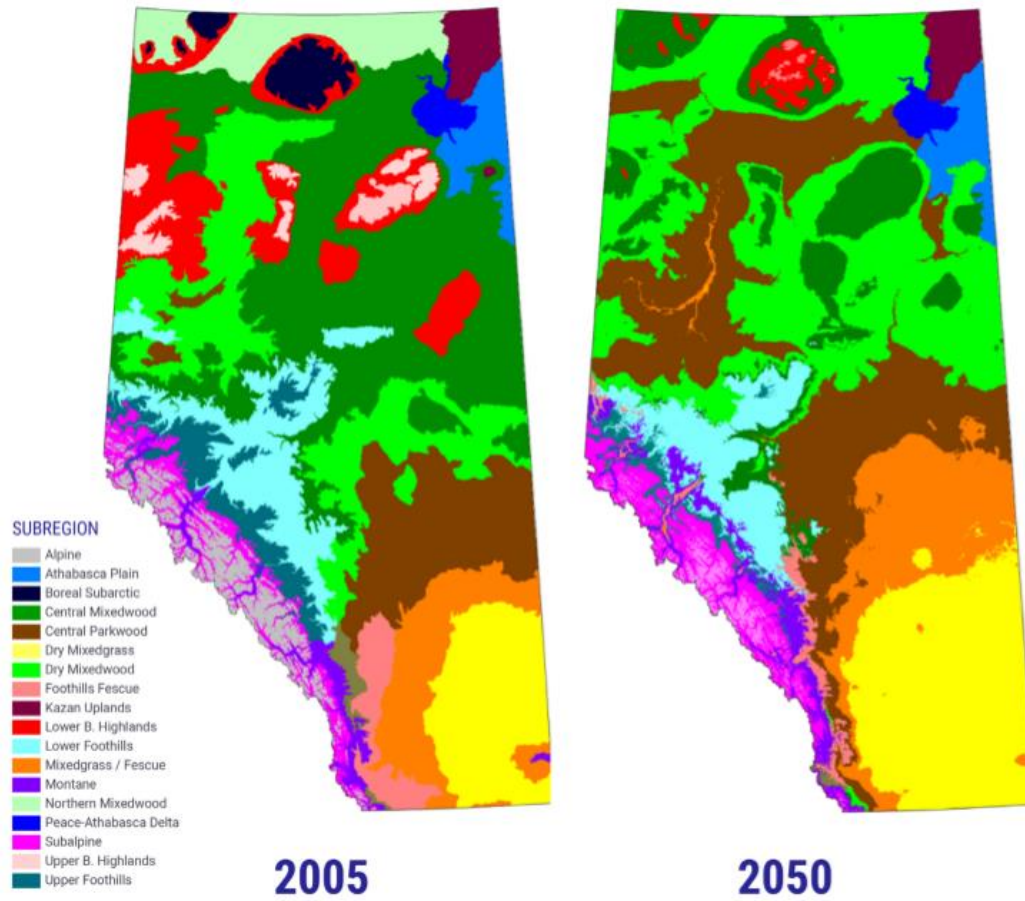 SUBREGION
Alpine
Athabasca Plain
Boreal Subarctic
Central Mixedwood
Central Parkwood
Dry Mixedgrass
Dry Mixedwood
Foothills Fescue
Kazan Uplands
Lower B. Highlands
Lower Foothills
Mixedgrass / Fescue
Montane
Northern Mixedwood
Peace-Athabasca Delta
Subalpine
Upper B. Highlands
Upper Foothills
2005
2050